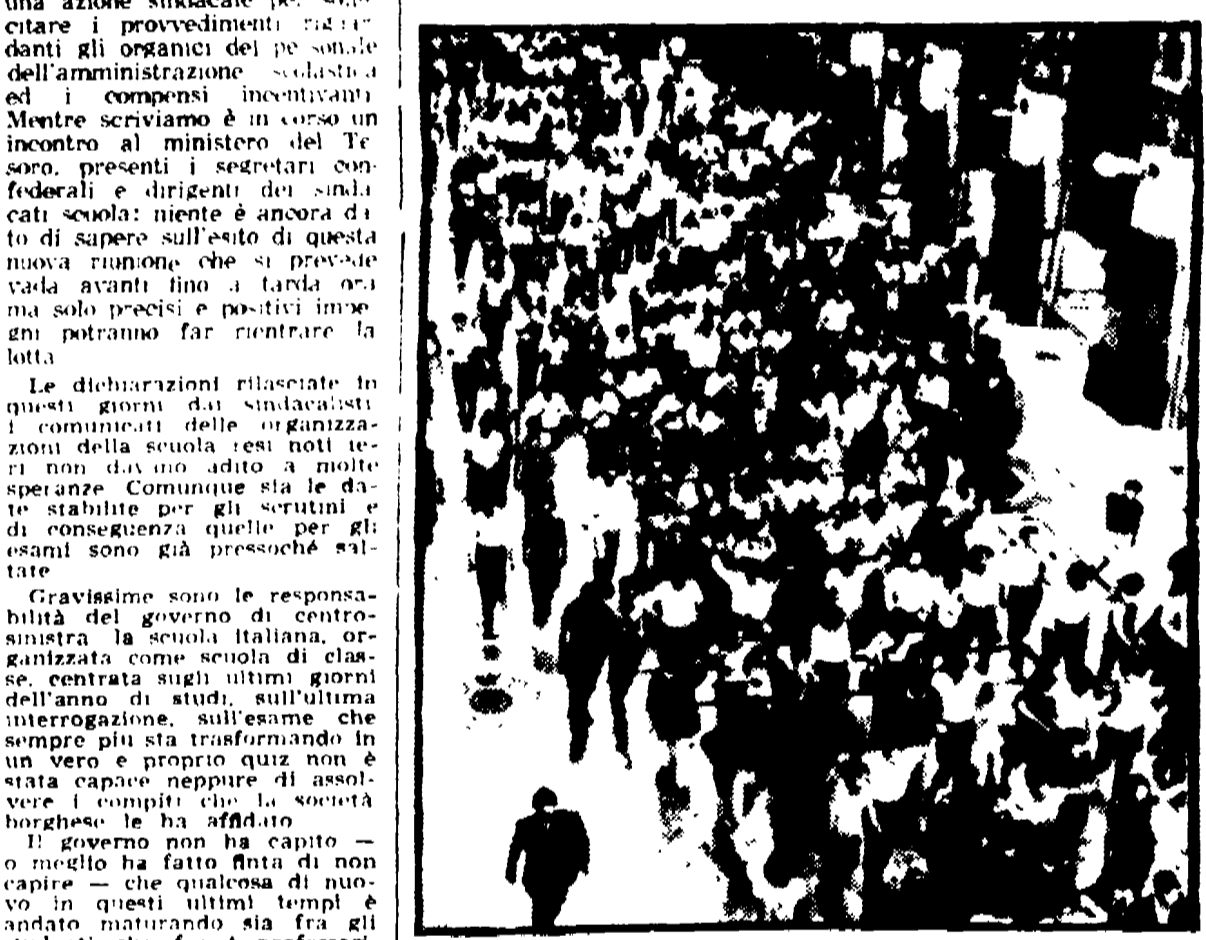 una azione sindacale per
citare i provvedimenti
danti gli organici del pe sonale
dell'amministrazione scolastica
ed i compensi incentivanti
Mentre scriviamo è in corso un
incontro al ministero del Te
soro, presenti i segretari con-
federali e dirigenti dei sinda
cati scuola: niente è ancora da
to di sapere sull'esito di questa
nuova riunione che si prevede
vada avanti fino a tarda ora
ma solo precisi e positivi impe
gni potranno far rientrare la
lotta
Le dichiarazioni rilasciate in
questi giorni dai sindacalisti
i comunicati delle organizza-
zioni della scuola resi noti ie-
ri non davano adito a molte
speranze Comunque sia le da-
te stabilite per gli scrutini e
di conseguenza quelle per gli
esami sono già pressoché sal-
tate
Gravissime sono le responsa-
bilità del governo di centro-
sinistra la scuola italiana, or-
ganizzata come scuola di clas-
se, centrata sugli ultimi giorni
dell'anno di studi, sull'ultima
interrogazione, sull'esame che
sempre più sta trasformando in
un vero e proprio quiz non è
stata capace neppure di assol-
vere i compiti che la società
borghese le ha affidato
Il governo non ha capito —
o meglio ha fatto finta di non
capire — che qualcosa di nuo-
vo in questi ultimi tempi è
andato maturando sia fra gli